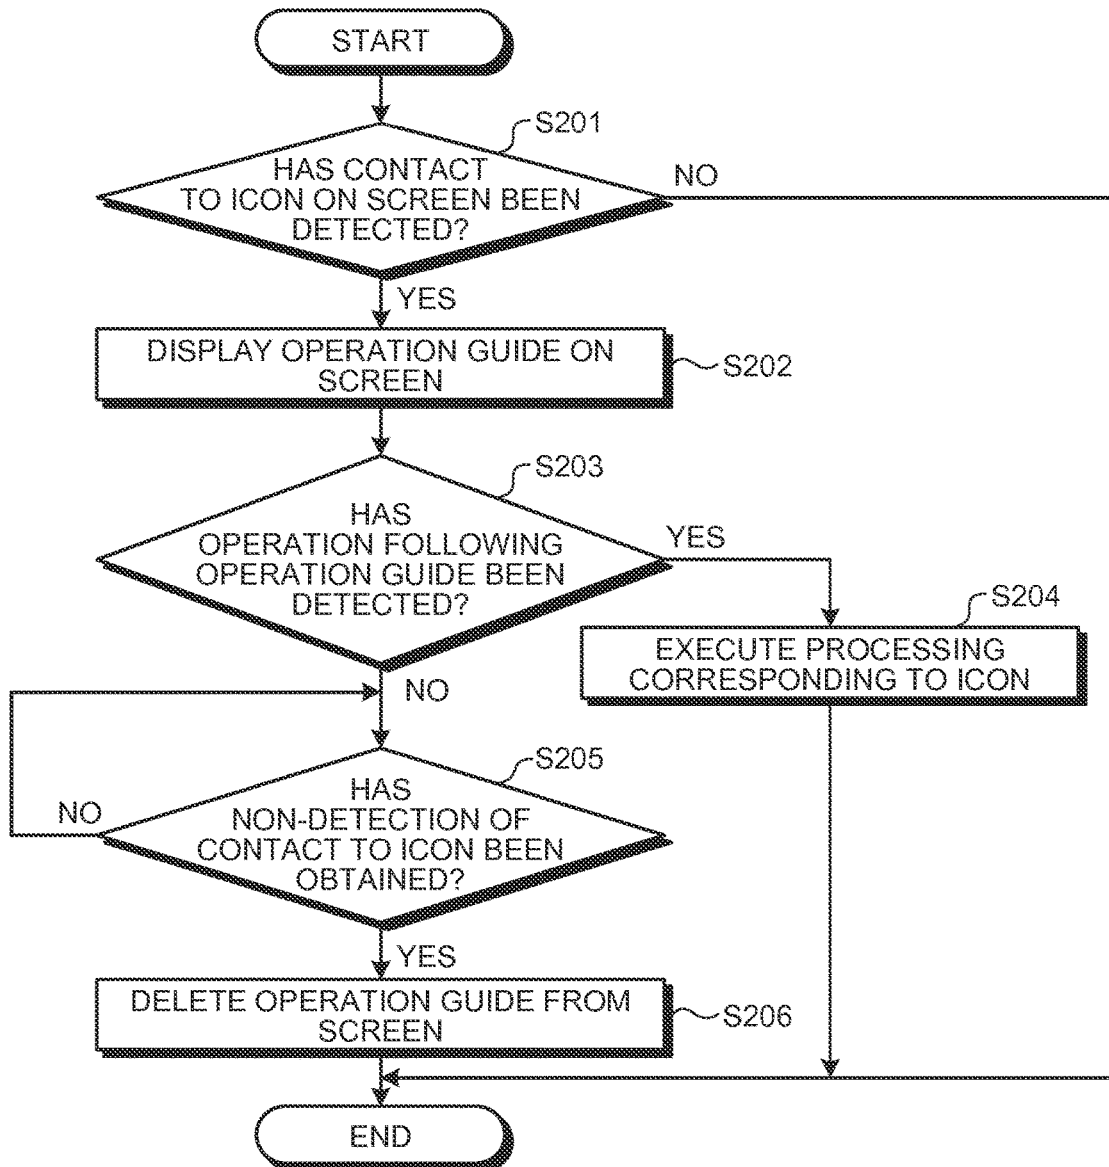 START
S201
HAS CONTACT
TO ICON ON SCREEN BEEN
DETECTED?
NO
YES
DISPLAY OPERATION GUIDE ON
SCREEN
S202
S203
HAS
OPERATION FOLLOWING
OPERATION GUIDE BEEN
DETECTED?
YES
S204
EXECUTE PROCESSING
CORRESPONDING TO ICON
NO
S205
HAS
NON-DETECTION OF
CONTACT TO ICON BEEN
OBTAINED?
NO
YES
DELETE OPERATION GUIDE FROM
SCREEN
S206
END